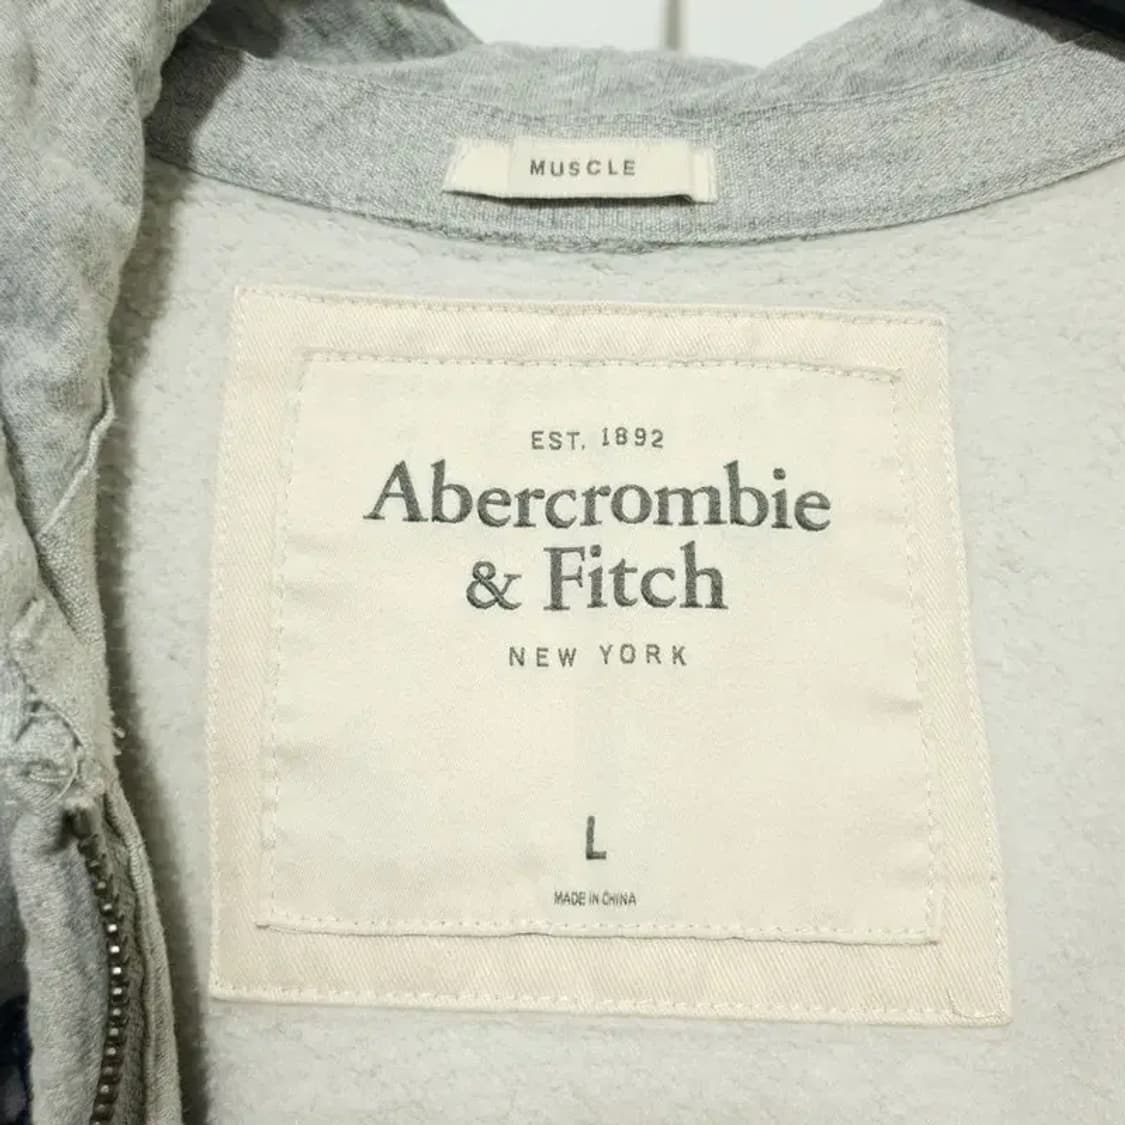 MUSCLE
EST. 1892
Abercrombie
& Fitch
NEW YORK
L
MADE IN CHINA